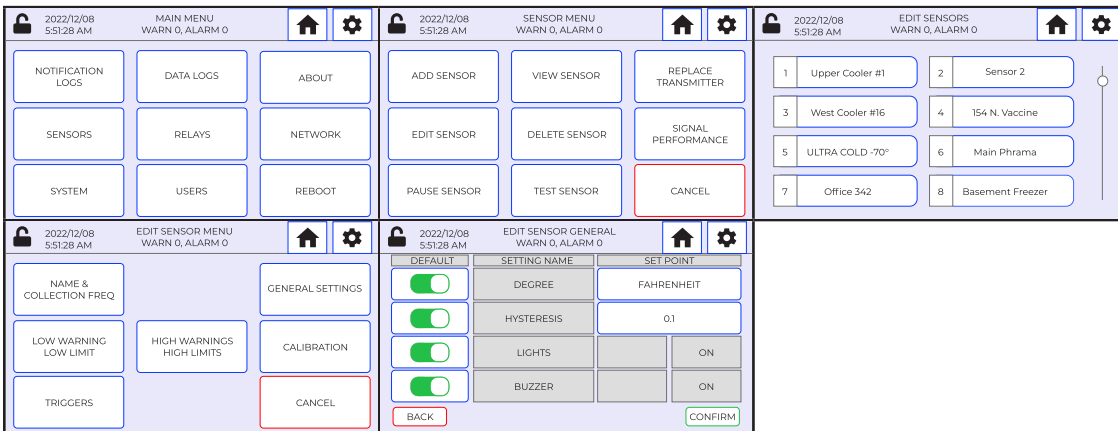 2022/12/08
5:51:28 AM
MAIN MENU
WARN 0, ALARM 0
NOTIFICATION
LOGS
DATA LOGS
ABOUT
SENSORS
RELAYS
NETWORK
SYSTEM
USERS
REBOOT
2022/12/08
5:51:28 AM
SENSOR MENU
WARN 0, ALARM 0
ADD SENSOR
VIEW SENSOR
REPLACE
TRANSMITTER
EDIT SENSOR
DELETE SENSOR
SIGNAL
PERFORMANCE
PAUSE SENSOR
TEST SENSOR
CANCEL
2022/12/08
5:51:28 AM
EDIT SENSORS
WARN 0, ALARM 0
1 Upper Cooler #1
2 Sensor 2
3 West Cooler #16
4 154 N. Vaccine
5 ULTRA COLD -70°
6 Main Phrama
7 Office 342
8 Basement Freezer
2022/12/08
5:51:28 AM
EDIT SENSOR MENU
WARN 0, ALARM 0
NAME &
COLLECTION FREQ
GENERAL SETTINGS
LOW WARNING
LOW LIMIT
HIGH WARNINGS
HIGH LIMITS
CALIBRATION
TRIGGERS
CANCEL
2022/12/08
5:51:28 AM
EDIT SENSOR GENERAL
WARN 0, ALARM 0
DEFAULT SETTING NAME SET POINT
DEGREE FAHRENHEIT
HYSTERESIS 0.1
LIGHTS ON
BUZZER ON
BACK CONFIRM